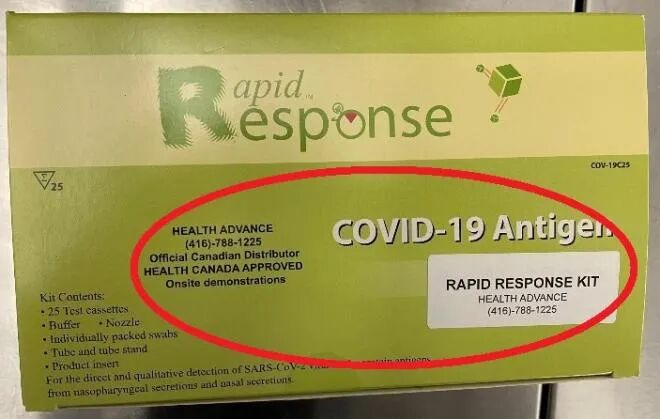 Rapid
Response
COV-19C25
Σ
25
HEALTH ADVANCE
(416)-788-1225
Official Canadian Distributor
HEALTH CANADA APPROVED
Onsite demonstrations
COVID-19 Antigen
RAPID RESPONSE KIT
HEALTH ADVANCE
(416)-788-1225
Kit Contents:
• 25 Test cassettes
• Buffer • Nozzle
• Individually packed swabs
• Tube and tube stand
• Product insert
For the direct and qualitative detection of SARS-CoV-2 antigens
from nasopharyngeal secretions and nasal secretions.